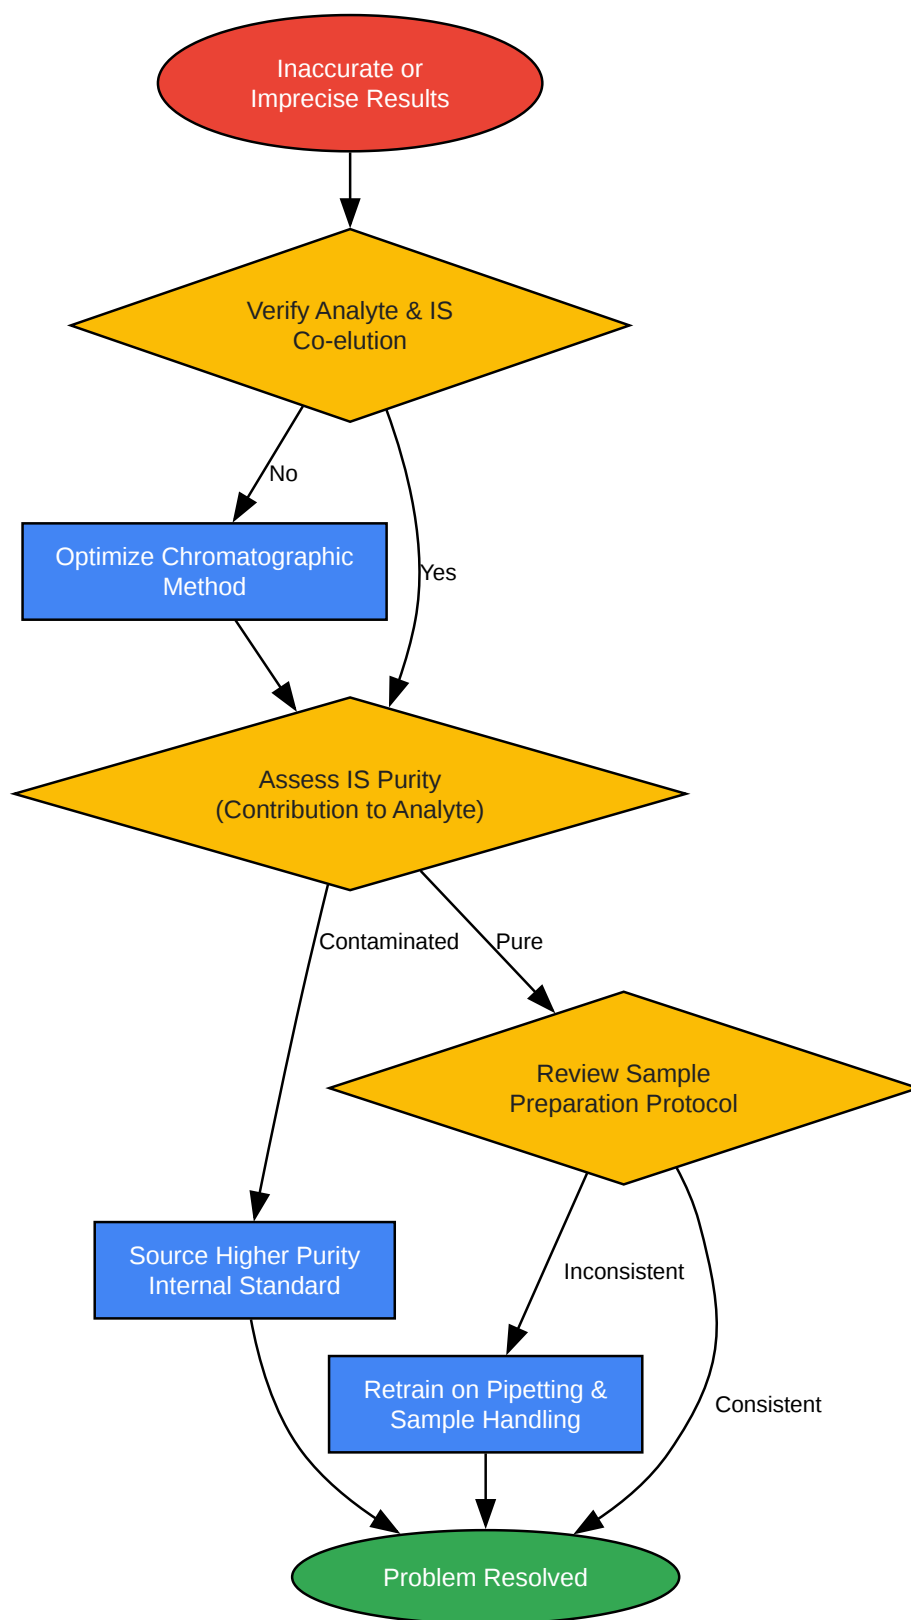 Inaccurate or
Imprecise Results
Verify Analyte & IS
Co-elution
No
Optimize Chromatographic
Method
Yes
Assess IS Purity
(Contribution to Analyte)
Contaminated
Pure
Review Sample
Preparation Protocol
Source Higher Purity
Internal Standard
Inconsistent
Retrain on Pipetting &
Sample Handling
Consistent
Problem Resolved